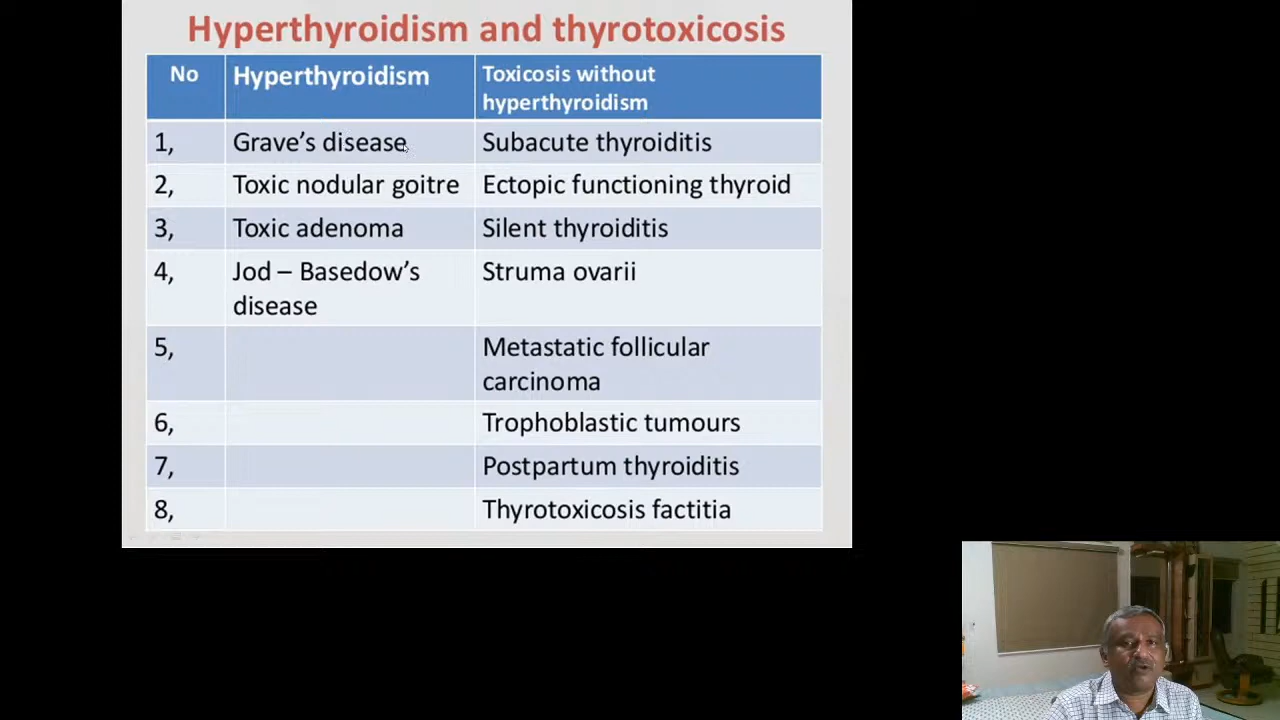 Hyperthyroidism and thyrotoxicosis
No Hyperthyroidism Toxicosis without
hyperthyroidism
1, Grave’s disease Subacute thyroiditis
2, Toxic nodular goitre Ectopic functioning thyroid
3, Toxic adenoma Silent thyroiditis
4, Jod – Basedow’s Struma ovarii
disease
5, Metastatic follicular
carcinoma
6, Trophoblastic tumours
7, Postpartum thyroiditis
8, Thyrotoxicosis factitia